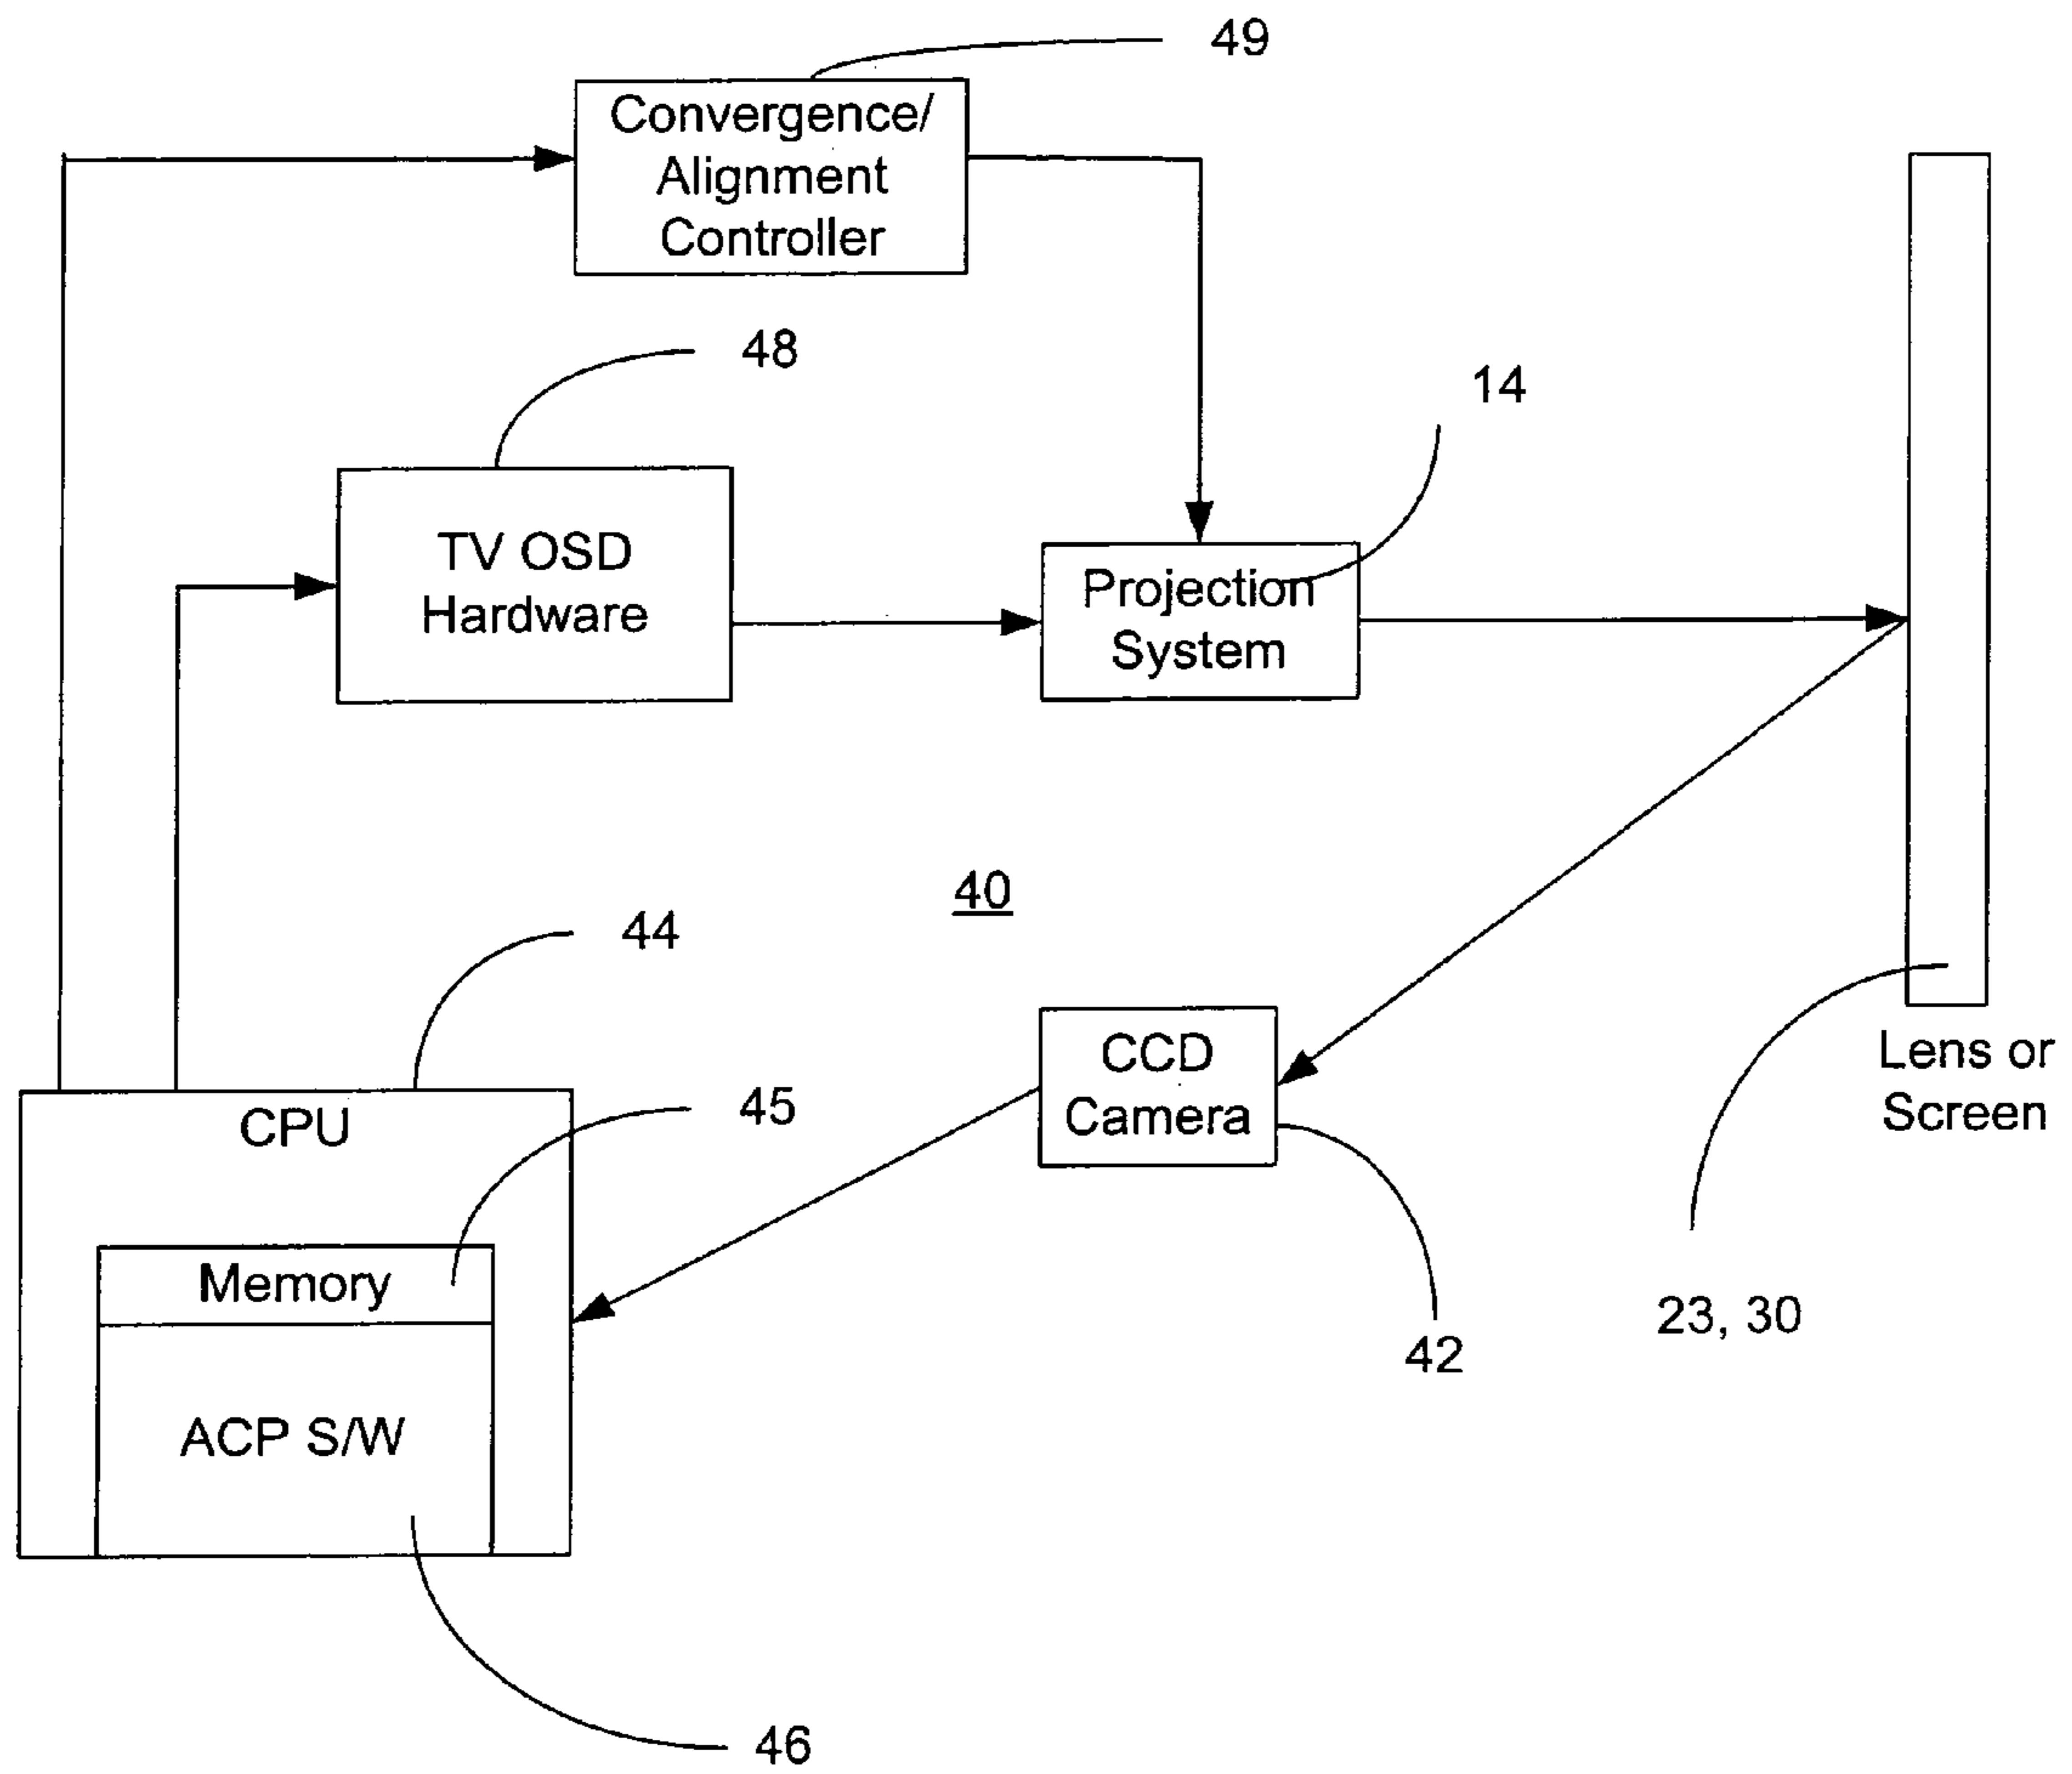 49
Convergence/
Alignment
Controller
48
14
TV OSD
Hardware
Projection
System
40
44
CPU
45
CCD
Camera
Lens or
Screen
Memory
23, 30
42
ACP S/W
46